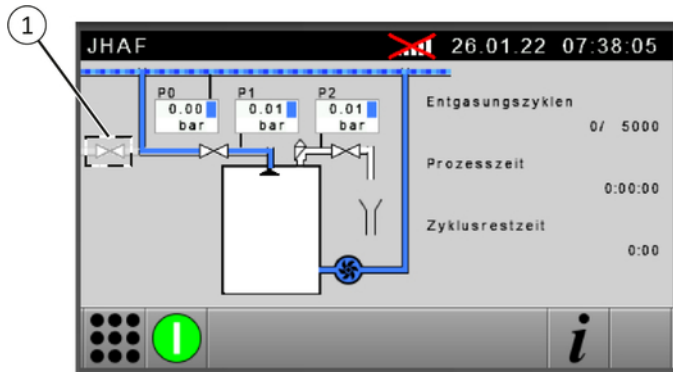 1
JHAF 26.01.22 07:38:05
P0 P1 P2
0.00 0.01 0.01
bar bar bar
Entgasungszyklen
0/ 5000
Prozesszeit
0:00:00
Zyklusrestzeit
0:00
i